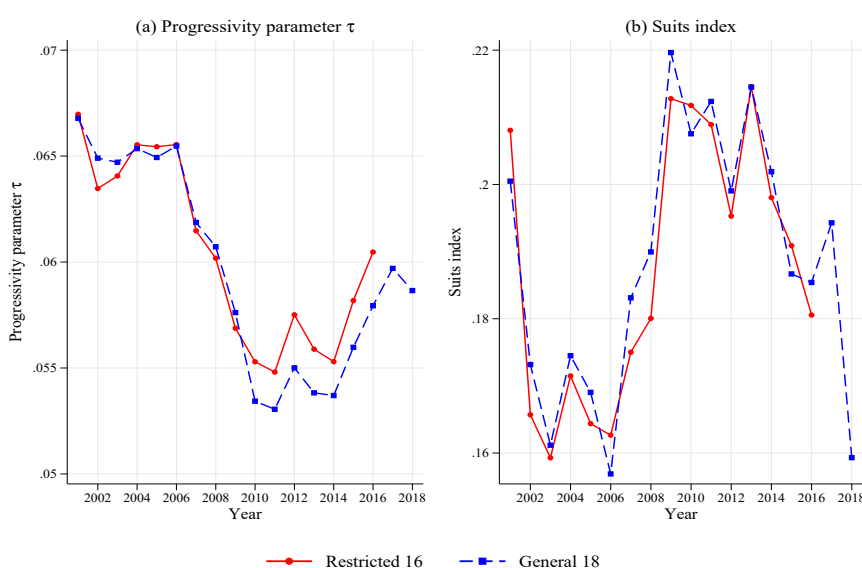 (a) Progressivity parameter τ
.07
.065
.06
.055
.05
Progressivity parameter τ
2002 2004 2006 2008 2010 2012 2014 2016 2018
Year
(b) Suits index
.22
.2
.18
.16
Suits index
2002 2004 2006 2008 2010 2012 2014 2016 2018
Year
Restricted 16 General 18